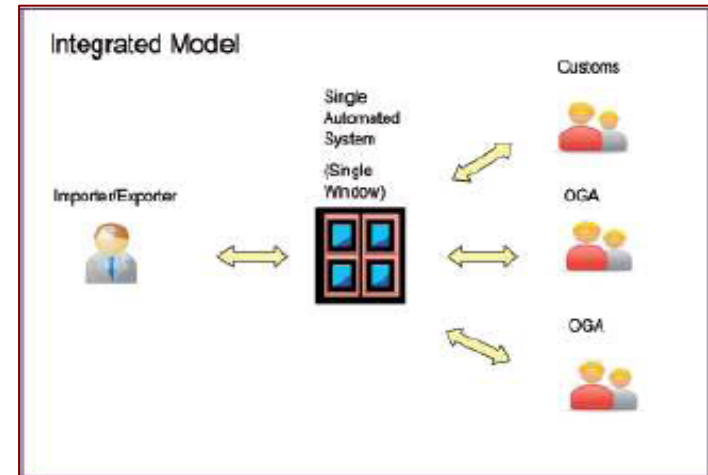 Integrated Model
Customs
Single
Automated
System
(Single
Window)
Importer/Exporter
OGA
OGA